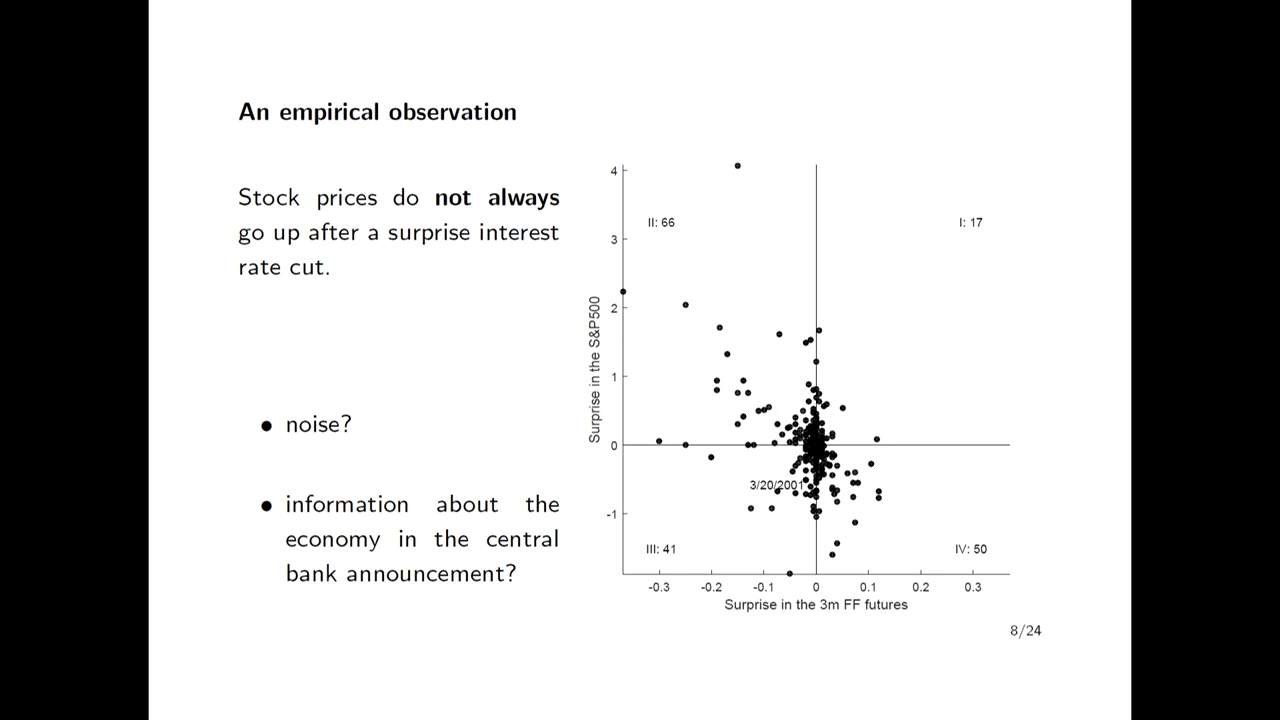 An empirical observation
Stock prices do not always
go up after a surprise interest
rate cut.
• noise?
• information about the
economy in the central
bank announcement?
Surprise in the S&P500
4
3
2
1
0
-1
II: 66
I: 17
3/20/2001
III: 41
IV: 50
-0.3 -0.2 -0.1 0 0.1 0.2 0.3
Surprise in the 3m FF futures
8/24